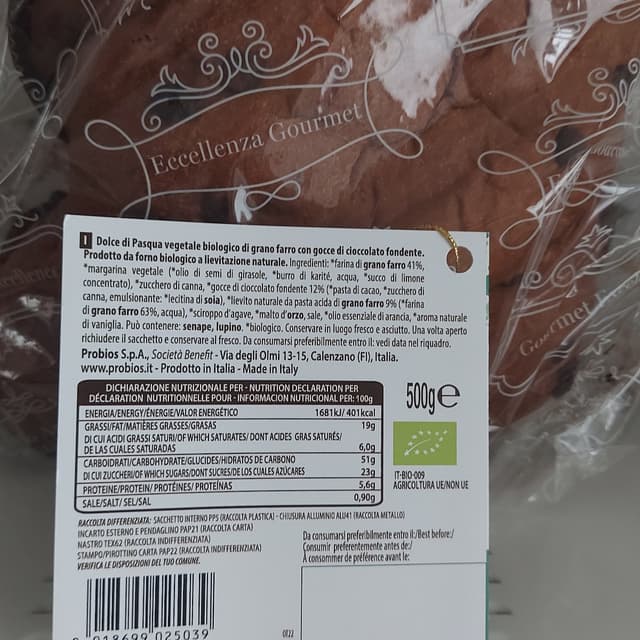 Eccellenza Gourmet
I Dolce di Pasqua vegetale biologico di grano farro con gocce di cioccolato fondente.
Prodotto da forno biologico a lievitazione naturale. Ingredienti: *farina di grano farro 41%,
*margarina vegetale (*olio di semi di girasole, *burro di karité, acqua, *succo di limone
concentrato), *zucchero di canna, *gocce di cioccolato fondente 12% (*pasta di cacao, *zucchero di
canna, emulsionante: *lecitina di soia), *lievito naturale da pasta acida di grano farro 9% (*farina
di grano farro 63%, acqua), *sciroppo d'agave, *malto d'orzo, sale, *olio essenziale di arancia, *aroma naturale
di vaniglia. Può contenere: senape, lupino. *biologico. Conservare in luogo fresco e asciutto. Una volta aperto
richiudere il sacchetto e conservare al fresco. Da consumarsi preferibilmente entro il: vedi data nel riquadro.
Probios S.p.A., Società Benefit - Via degli Olmi 13-15, Calenzano (FI), Italia.
www.probios.it - Prodotto in Italia - Made in Italy
DICHIARAZIONE NUTRIZIONALE PER - NUTRITION DECLARATION PER
DÉCLARATION NUTRITIONNELLE POUR - INFORMACION NUTRICIONAL PER: 100g
ENERGIA/ENERGY/ÉNERGIE/VALOR ENERGÉTICO 1681kJ/ 401kcal
GRASSI/FAT/MATIÈRES GRASSES/GRASAS 19g
DI CUI ACIDI GRASSI SATURI/OF WHICH SATURATES/ DONT ACIDES GRAS SATURÉS/
DE LAS CUALES SATURADAS 6,0g
CARBOIDRATI/CARBOHYDRATE/GLUCIDES/HIDRATOS DE CARBONO 51g
DI CUI ZUCCHERI/OF WHICH SUGARS/DONT SUCRES/DE LOS CUALES AZÚCARES 23g
PROTEINE/PROTEIN/ PROTÉINES/ PROTEÍNAS 5,6g
SALE/SALT/ SEL/SAL 0,90g
500g e
IT-BIO-009
AGRICOLTURA UE/NON UE
RACCOLTA DIFFERENZIATA: SACCHETTO INTERNO PP5 (RACCOLTA PLASTICA) - CHIUSURA ALLUMINIO ALU41 (RACCOLTA METALLO)
INCARTO ESTERNO E PENDAGLINO PAP21 (RACCOLTA CARTA)
NASTRO TEX62 (RACCOLTA INDIFFERENZIATA)
STAMPO/PIROTTINO CARTA PAP22 (RACCOLTA INDIFFERENZIATA)
VERIFICA LE DISPOSIZIONI DEL TUO COMUNE.
Da consumarsi preferibilmente entro il:/Best before:/
Consumir preferentemente antes de:/
A consommer de préférence avant le:
018699 025039
0T22